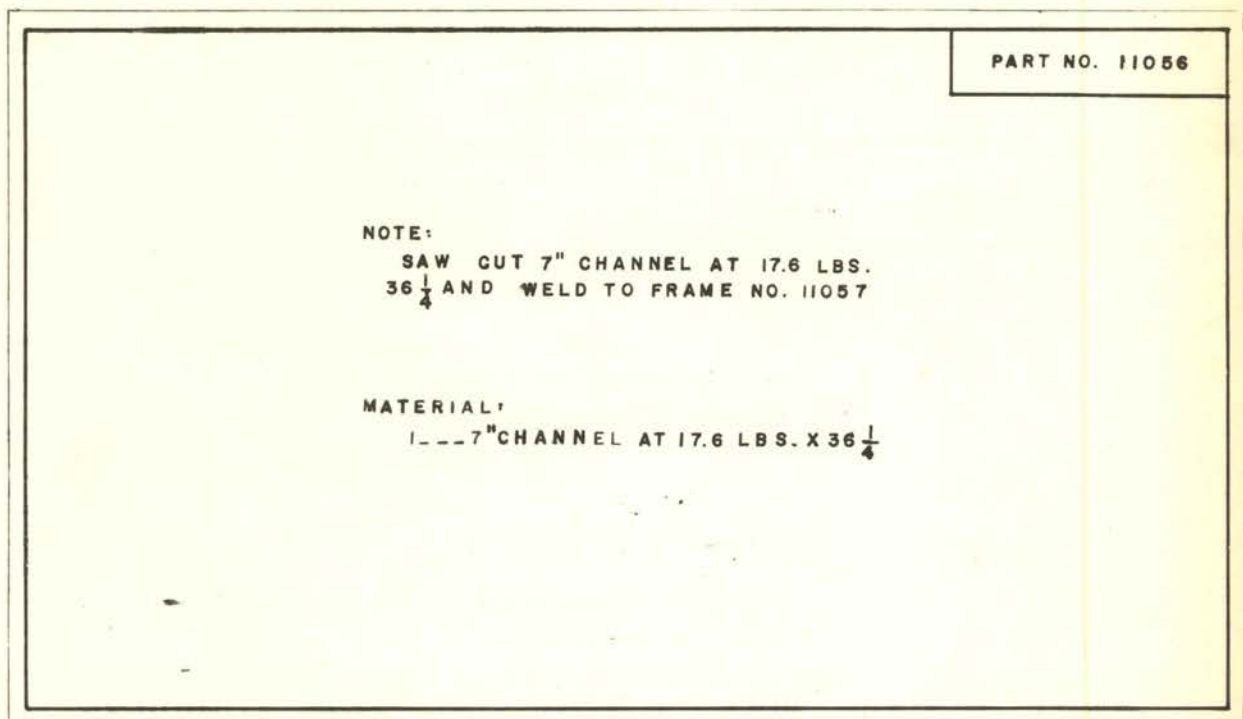 PART NO. 11056
NOTE:
SAW CUT 7" CHANNEL AT 17.6 LBS.
36 1/4 AND WELD TO FRAME NO. 11057
MATERIAL:
1---7" CHANNEL AT 17.6 LBS. X 36 1/4